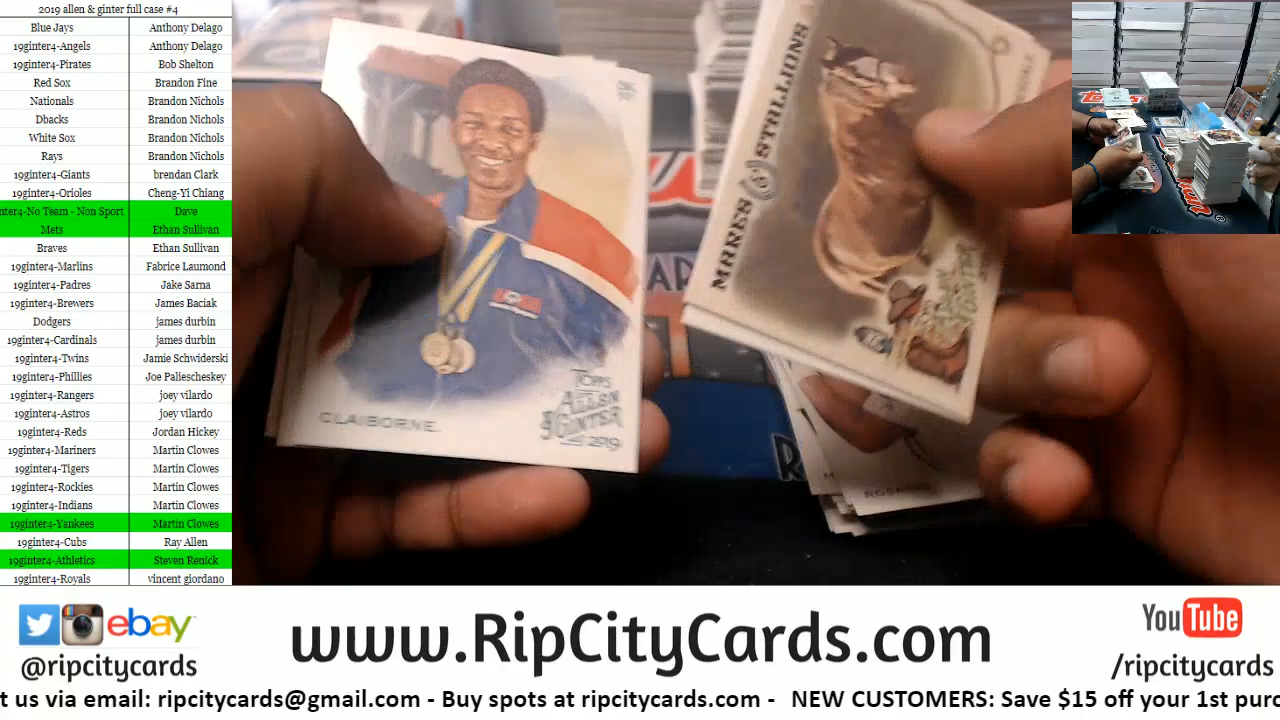 2019 allen & ginter full case #4
Blue Jays Anthony Delago
19ginter4-Angels Anthony Delago
19ginter4-Pirates Bob Shelton
Red Sox Brandon Fine
Nationals Brandon Nichols
Dbacks Brandon Nichols
White Sox Brandon Nichols
Rays Brandon Nichols
19ginter4-Giants brendan Clark
19ginter4-Orioles Cheng-Yi Chiang
nter4-No Team - Non Sport Dave
Mets Ethan Sullivan
Braves Ethan Sullivan
19ginter4-Marlins Fabrice Laumond
19ginter4-Padres Jake Sarna
19ginter4-Brewers James Baciak
Dodgers james durbin
19ginter4-Cardinals james durbin
19ginter4-Twins Jamie Schwiderski
19ginter4-Phillies Joe Paliescheskey
19ginter4-Rangers joey vilardo
19ginter4-Astros joey vilardo
19ginter4-Reds Jordan Hickey
19ginter4-Mariners Martin Clowes
19ginter4-Tigers Martin Clowes
19ginter4-Rockies Martin Clowes
19ginter4-Indians Martin Clowes
19ginter4-Yankees Martin Clowes
19ginter4-Cubs Ray Allen
19ginter4-Athletics Steven Renick
19ginter4-Royals vincent giordano
CLAIBORNE
TOPPS
ALLEN
& GINTER
2019
MARES & STALLIONS
ebay
@ripcitycards
www.RipCityCards.com
YouTube
/ripcitycards
t us via email: ripcitycards@gmail.com - Buy spots at ripcitycards.com - NEW CUSTOMERS: Save $15 off your 1st purc